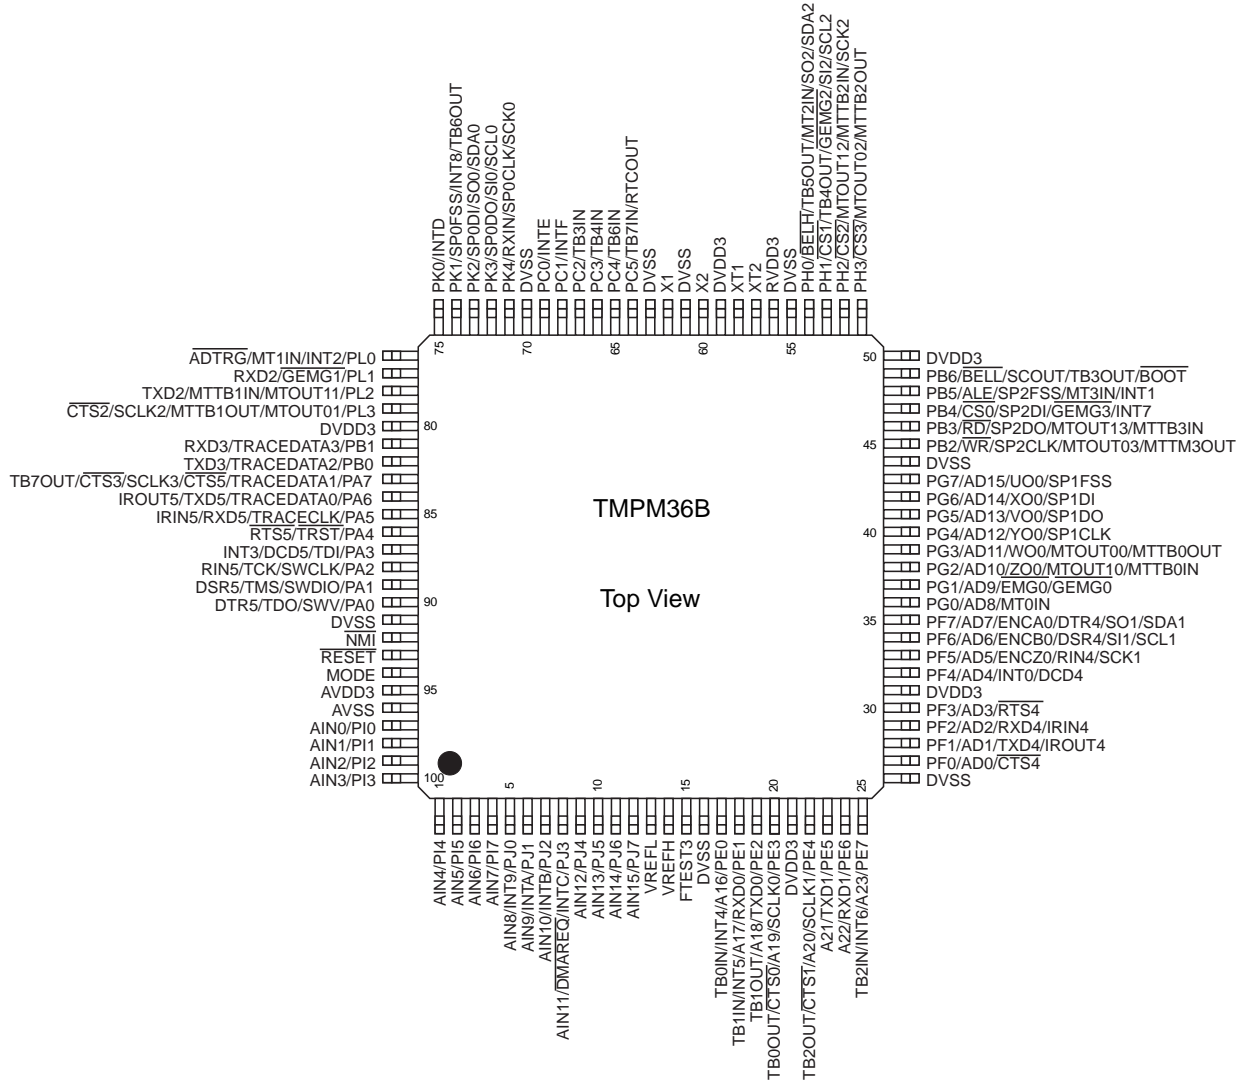 PK0/INTD
PK1/SP0FSS/INT8/TB6OUT
PK2/SP0DI/SO0/SDA0
PK3/SP0DO/SI0/SCL0
PK4/RXIN/SP0CLK/SCK0
DVSS
PC0/INTE
PC1/INTF
PC2/TB3IN
PC3/TB4IN
PC4/TB6IN
PC5/TB7IN/RTCOUT
DVSS
X1
DVSS
X2
DVDD3
XT1
XT2
RVDD3
DVSS
PH0/BELH/TB5OUT/MT2IN/SO2/SDA2
PH1/CS1/TB4OUT/GEMG2/SI2/SCL2
PH2/CS2/MTOUT12/MTTB2IN/SCK2
PH3/CS3/MTOUT02/MTTB2OUT
75
70
65
60
55
ADTRG/MT1IN/INT2/PL0
RXD2/GEMG1/PL1
TXD2/MTTB1IN/MTOUT11/PL2
CTS2/SCLK2/MTTB1OUT/MTOUT01/PL3
DVDD3
RXD3/TRACEDATA3/PB1
TXD3/TRACEDATA2/PB0
TB7OUT/CTS3/SCLK3/CTS5/TRACEDATA1/PA7
IROUT5/TXD5/TRACEDATA0/PA6
IRIN5/RXD5/TRACECLK/PA5
RTS5/TRST/PA4
INT3/DCD5/TDI/PA3
RIN5/TCK/SWCLK/PA2
DSR5/TMS/SWDIO/PA1
DTR5/TDO/SWV/PA0
DVSS
NMI
RESET
MODE
AVDD3
AVSS
AIN0/PI0
AIN1/PI1
AIN2/PI2
AIN3/PI3
80
85
90
95
100
TMPM36B
Top View
50
45
40
35
30
DVDD3
PB6/BELL/SCOUT/TB3OUT/BOOT
PB5/ALE/SP2FSS/MT3IN/INT1
PB4/CS0/SP2DI/GEMG3/INT7
PB3/RD/SP2DO/MTOUT13/MTTB3IN
PB2/WR/SP2CLK/MTOUT03/MTTM3OUT
DVSS
PG7/AD15/UO0/SP1FSS
PG6/AD14/XO0/SP1DI
PG5/AD13/VO0/SP1DO
PG4/AD12/YO0/SP1CLK
PG3/AD11/WO0/MTOUT00/MTTB0OUT
PG2/AD10/ZO0/MTOUT10/MTTB0IN
PG1/AD9/EMG0/GEMG0
PG0/AD8/MT0IN
PF7/AD7/ENCA0/DTR4/SO1/SDA1
PF6/AD6/ENCB0/DSR4/SI1/SCL1
PF5/AD5/ENCZ0/RIN4/SCK1
PF4/AD4/INT0/DCD4
DVDD3
PF3/AD3/RTS4
PF2/AD2/RXD4/IRIN4
PF1/AD1/TXD4/IROUT4
PF0/AD0/CTS4
DVSS
10
5
10
15
20
25
AIN4/PI4
AIN5/PI5
AIN6/PI6
AIN7/PI7
AIN8/INT9/PJ0
AIN9/INTA/PJ1
AIN10/INTB/PJ2
AIN11/DMAREQ/INTC/PJ3
AIN12/PJ4
AIN13/PJ5
AIN14/PJ6
AIN15/PJ7
VREFL
VREFH
FTEST3
DVSS
TB0IN/INT4/A16/PE0
TB1IN/INT5/A17/RXD0/PE1
TB1OUT/A18/TXD0/PE2
TB0OUT/CTS0/A19/SCLK0/PE3
DVDD3
TB2OUT/CTS1/A20/SCLK1/PE4
A21/TXD1/PE5
A22/RXD1/PE6
TB2IN/INT6/A23/PE7